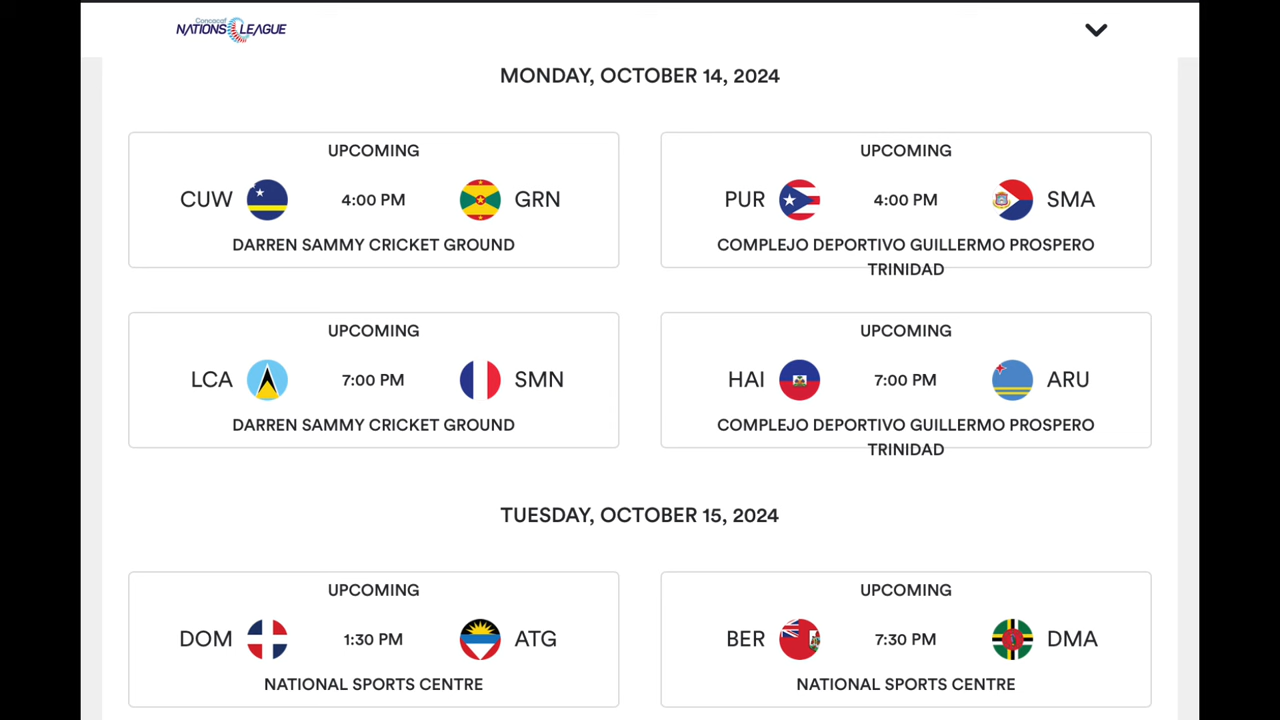 Concacaf
NATIONS LEAGUE
MONDAY, OCTOBER 14, 2024
UPCOMING
CUW 4:00 PM GRN
DARREN SAMMY CRICKET GROUND
UPCOMING
PUR 4:00 PM SMA
COMPLEJO DEPORTIVO GUILLERMO PROSPERO
TRINIDAD
UPCOMING
LCA 7:00 PM SMN
DARREN SAMMY CRICKET GROUND
UPCOMING
HAI 7:00 PM ARU
COMPLEJO DEPORTIVO GUILLERMO PROSPERO
TRINIDAD
TUESDAY, OCTOBER 15, 2024
UPCOMING
DOM 1:30 PM ATG
NATIONAL SPORTS CENTRE
UPCOMING
BER 7:30 PM DMA
NATIONAL SPORTS CENTRE